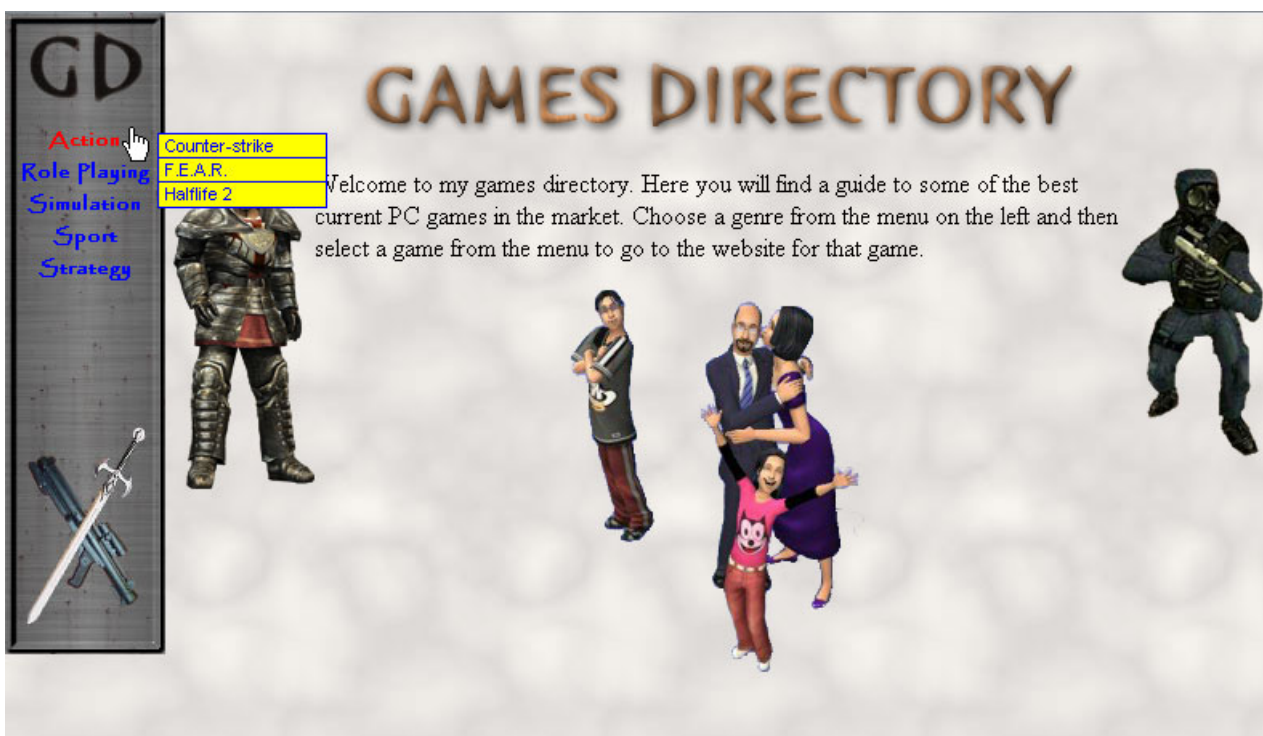 GD
GAMES DIRECTORY
Action
Role Playing
Simulation
Sport
Strategy
Counter-strike
F.E.A.R.
Halflife 2
Welcome to my games directory. Here you will find a guide to some of the best
current PC games in the market. Choose a genre from the menu on the left and then
select a game from the menu to go to the website for that game.